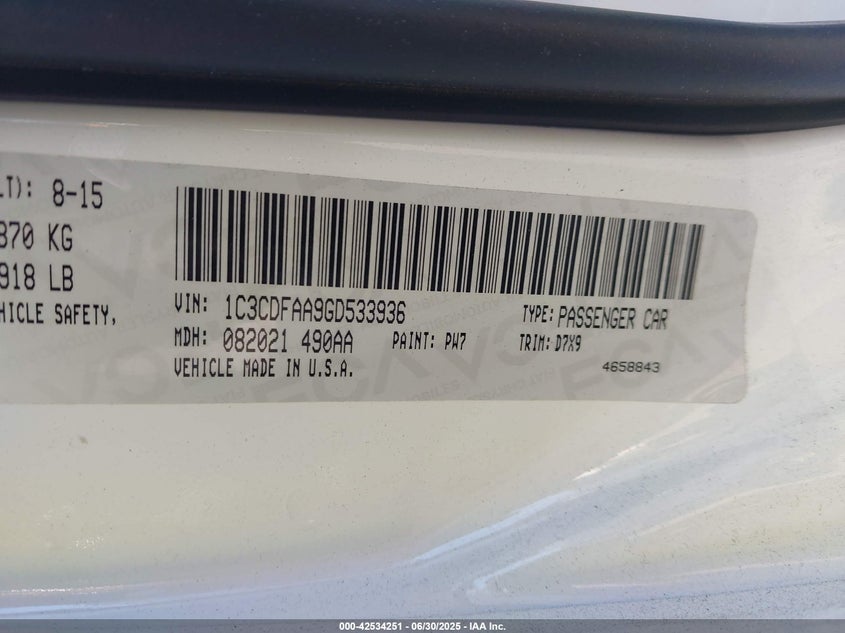 LT): 8-15
870 KG
918 LB
HICLE SAFETY,
VIN: 1C3CDFAA9GD533936
TYPE: PASSENGER CAR
MDH: 082021 490AA
PAINT: PW7
TRIM: D7X9
VEHICLE MADE IN U.S.A.
4658843
000-42534251 - 06/30/2025 - IAA Inc.